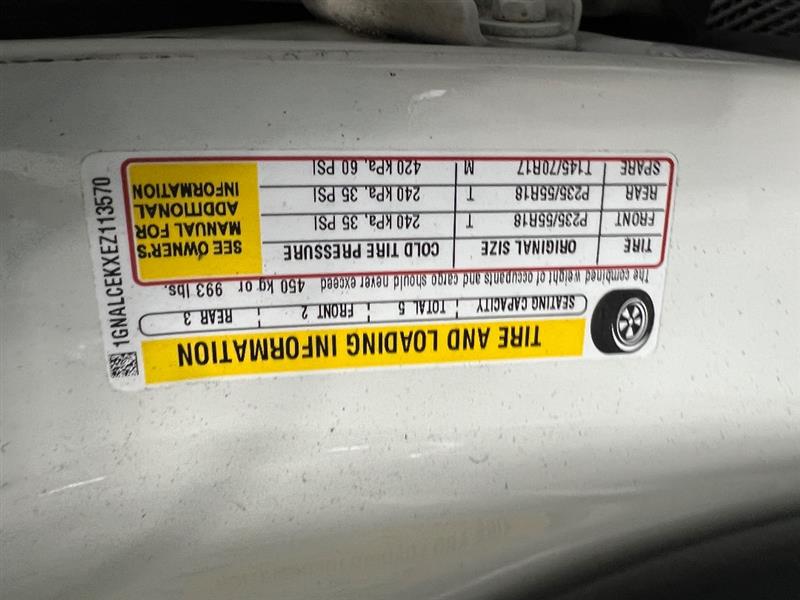 TIRE AND LOADING INFORMATION
SEATING CAPACITY TOTAL 5 FRONT 2 REAR 3
The combined weight of occupants and cargo should never exceed 450 kg or 993 lbs.
TIRE ORIGINAL SIZE COLD TIRE PRESSURE
FRONT P235/55R18 T 240 kPa, 35 PSI
REAR P235/55R18 T 240 kPa, 35 PSI
SPARE T145/70R17 M 420 kPa, 60 PSI
SEE OWNER'S
MANUAL FOR
ADDITIONAL
INFORMATION
1GNALCEKXEZ113570